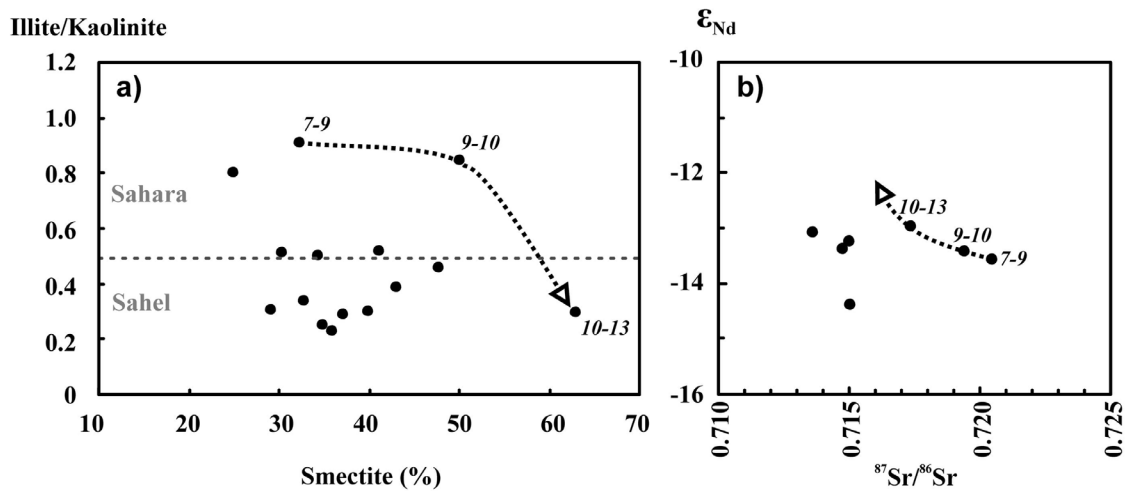 Illite/Kaolinite
1.2
1.0
0.8
0.6
0.4
0.2
0
a)
7-9
9-10
Sahara
Sahel
10-13
10 20 30 40 50 60 70
Smectite (%)
εNd
-10
-12
-14
-16
b)
10-13
9-10
7-9
0.710 0.715 0.720 0.725
⁸⁷Sr/⁸⁶Sr